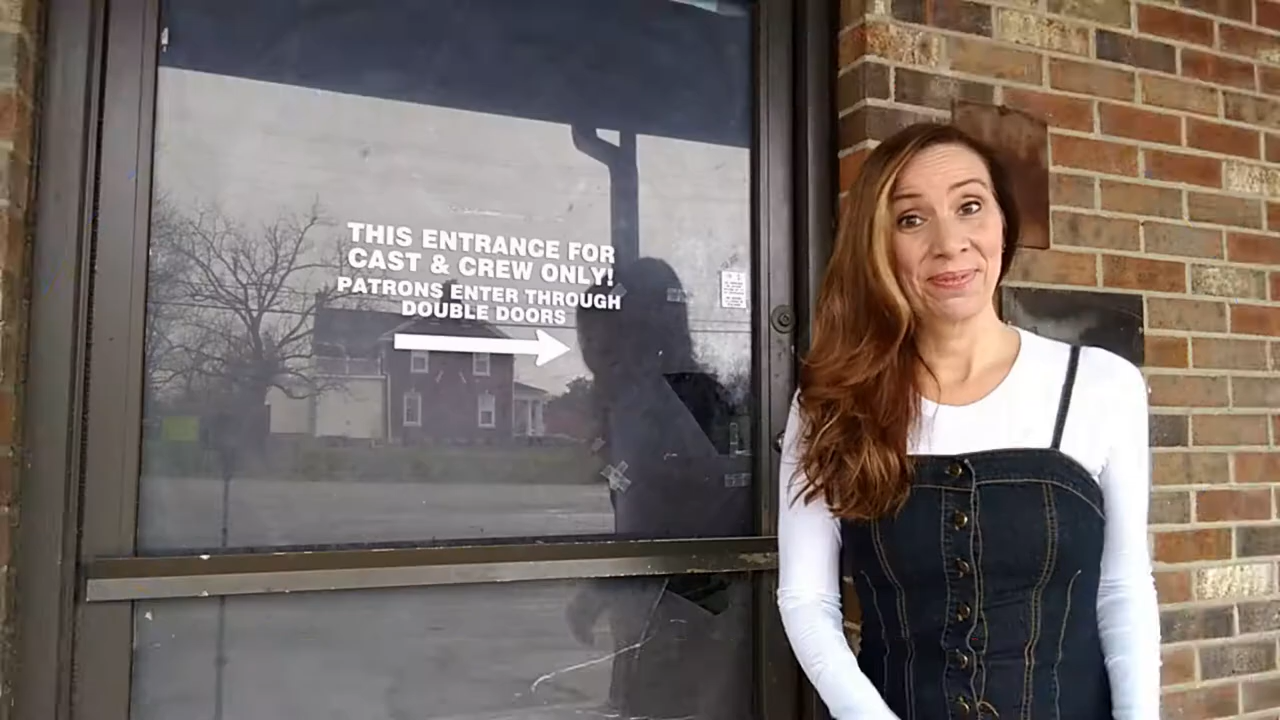 THIS ENTRANCE FOR
CAST & CREW ONLY!
PATRONS ENTER THROUGH
DOUBLE DOORS